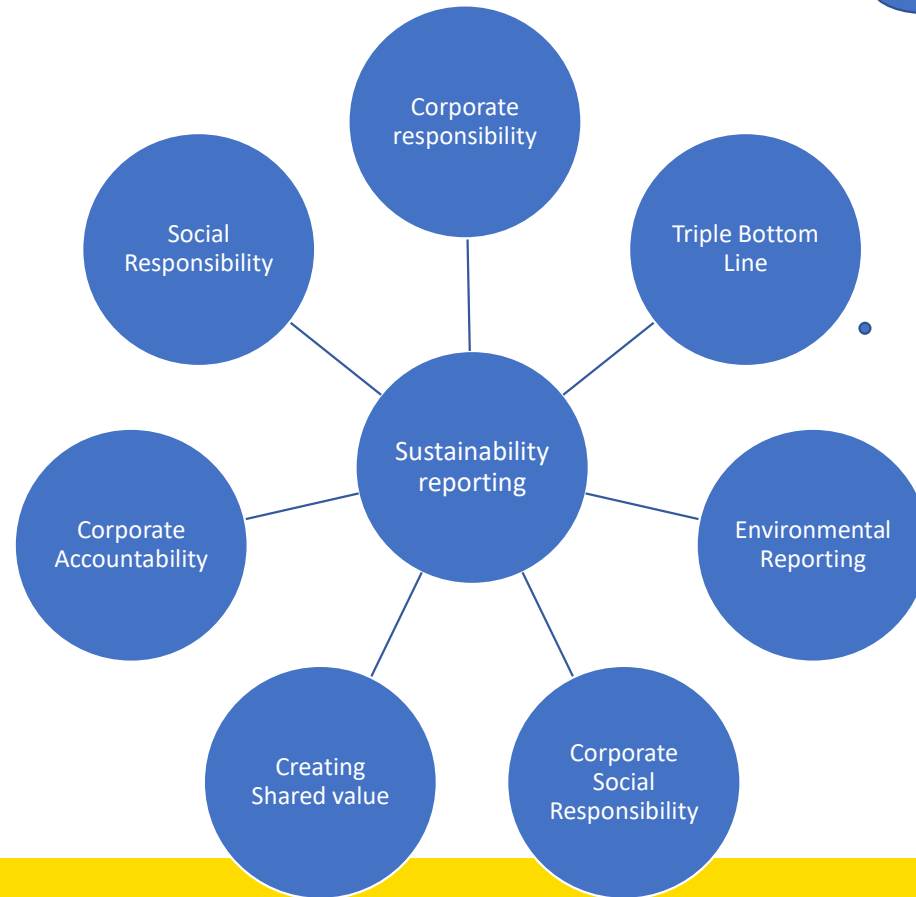 Corporate
responsibility
Social
Responsibility
Triple Bottom
Line
Sustainability
reporting
Corporate
Accountability
Environmental
Reporting
Creating
Shared value
Corporate
Social
Responsibility